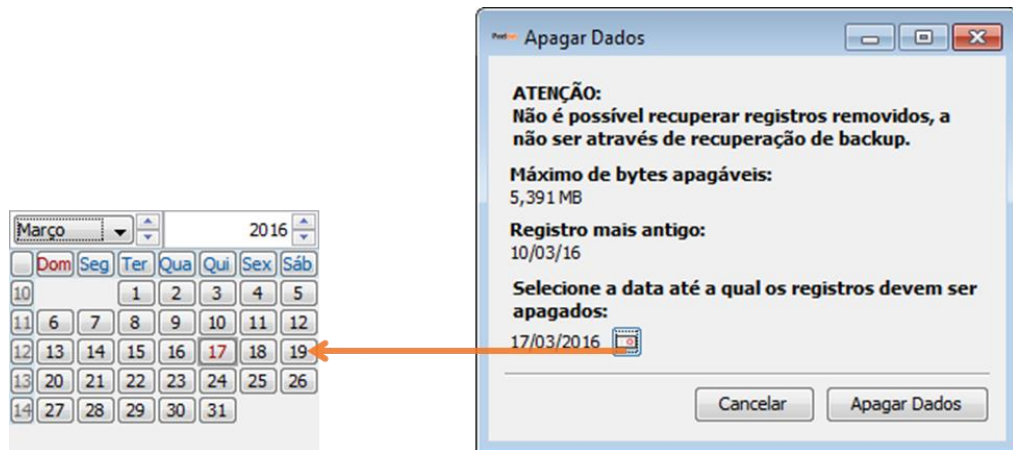 Apagar Dados
ATENÇÃO:
Não é possível recuperar registros removidos, a
não ser através de recuperação de backup.
Máximo de bytes apagáveis:
5,391 MB
Registro mais antigo:
10/03/16
Selecione a data até a qual os registros devem ser
apagados:
17/03/2016
Cancelar Apagar Dados
Março 2016
Dom Seg Ter Qua Qui Sex Sáb
10 1 2 3 4 5
11 6 7 8 9 10 11 12
12 13 14 15 16 17 18 19
13 20 21 22 23 24 25 26
14 27 28 29 30 31